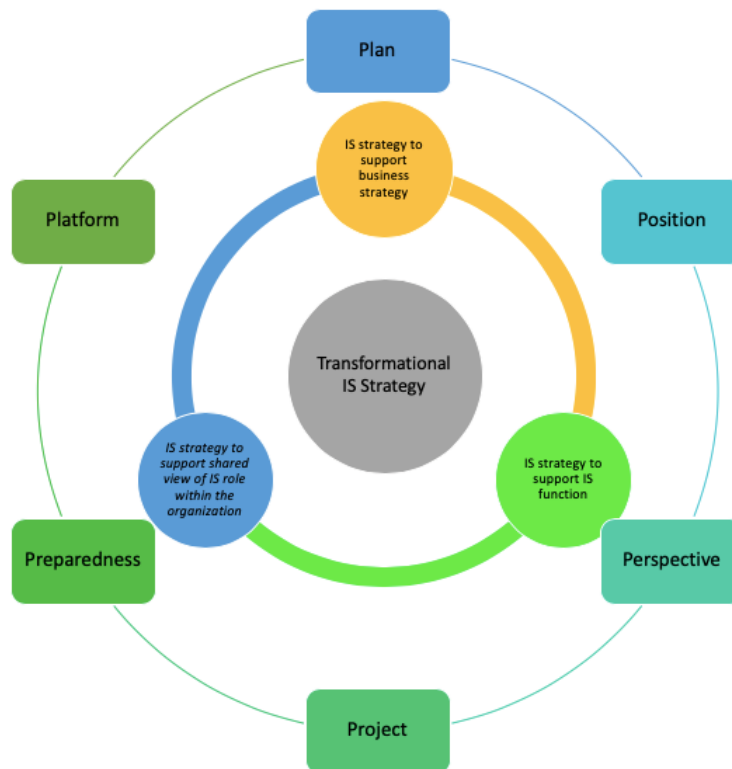 Plan
IS strategy to
support
business
strategy
Platform
Position
Transformational
IS Strategy
IS strategy to
support shared
view of IS role
within the
organization
IS strategy to
support IS
function
Preparedness
Perspective
Project